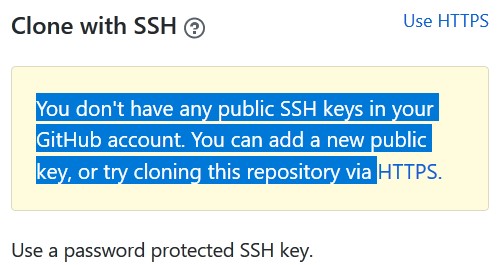 Clone with SSH ?
Use HTTPS
You don't have any public SSH keys in your
GitHub account. You can add a new public
key, or try cloning this repository via HTTPS.
Use a password protected SSH key.